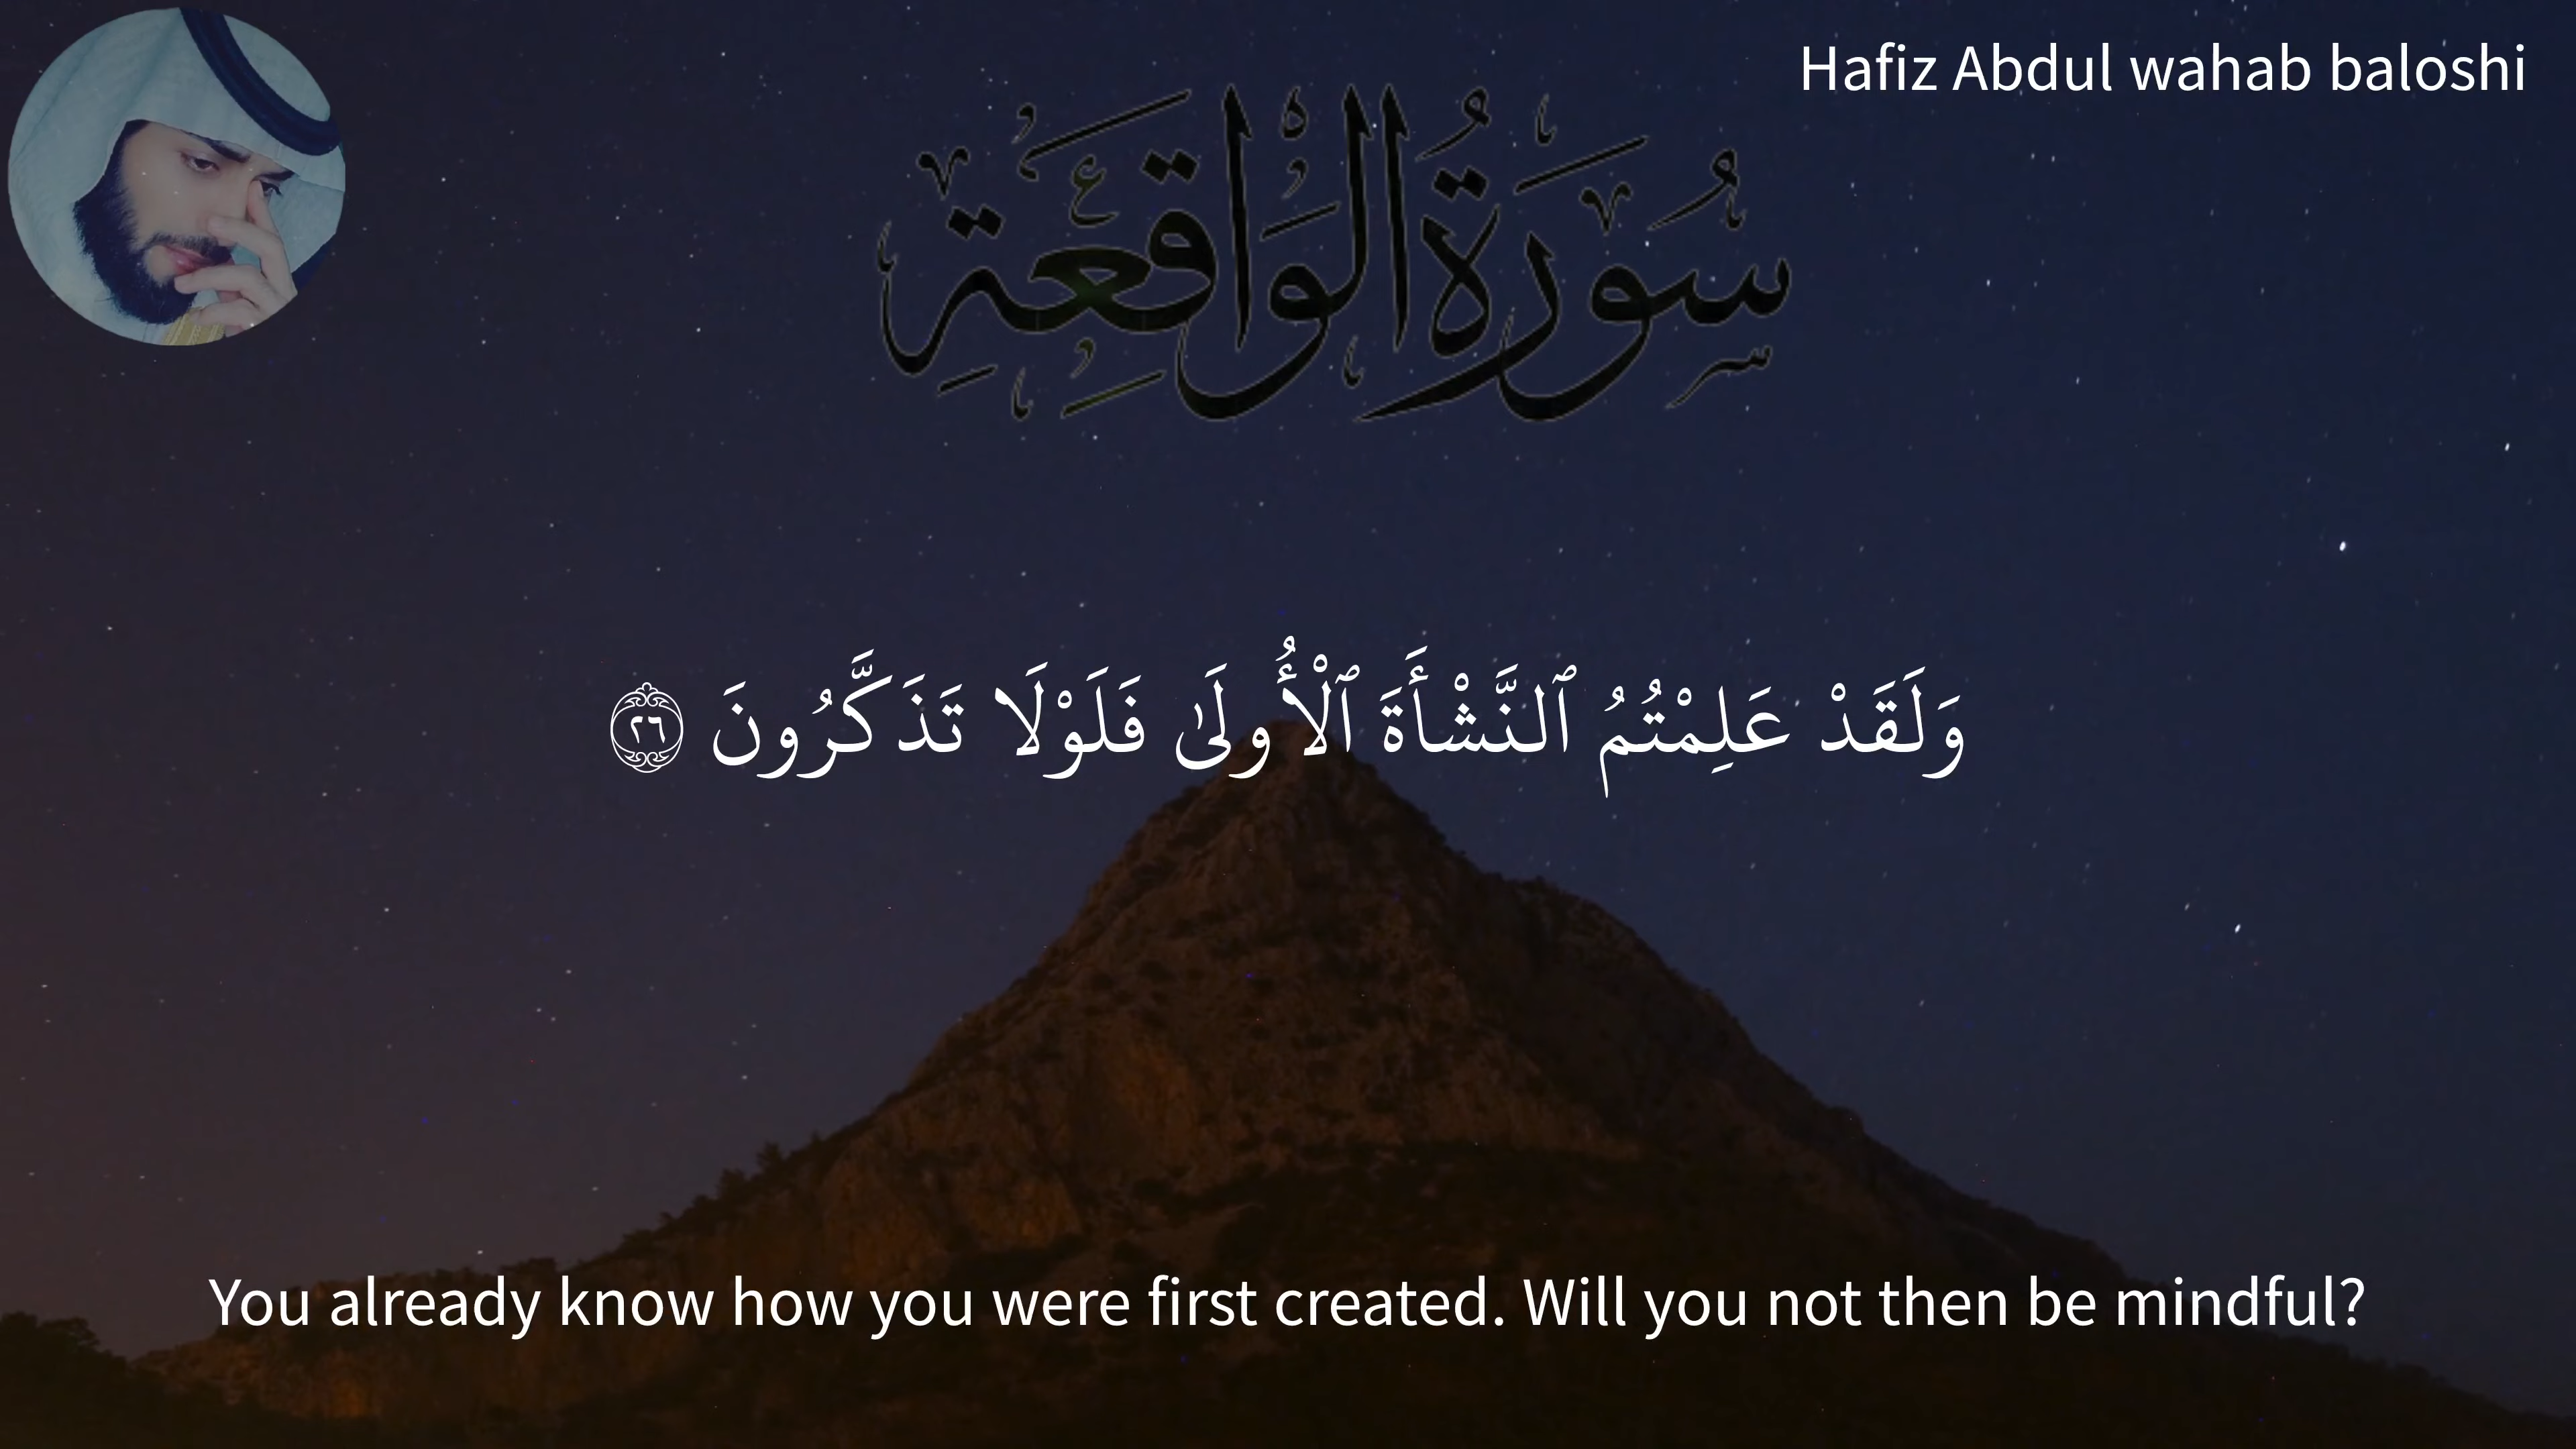 Hafiz Abdul wahab baloshi
سُورَةُ الْوَاقِعَةِ
وَلَقَدْ عَلِمْتُمُ ٱلنَّشْأَةَ ٱلْأُولَىٰ فَلَوْلَا تَذَكَّرُونَ ٢٦
You already know how you were first created. Will you not then be mindful?